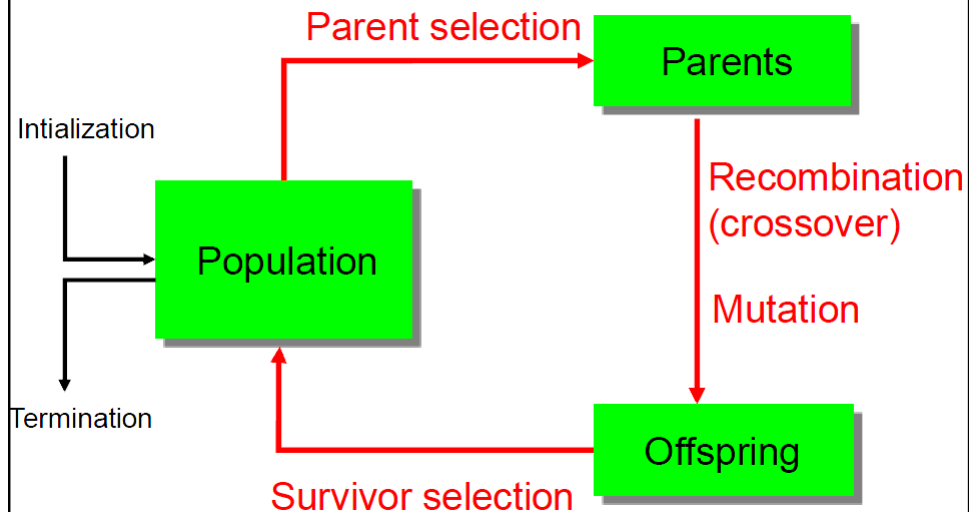 Parent selection
Parents
Intialization
Recombination
(crossover)
Population
Mutation
Termination
Offspring
Survivor selection